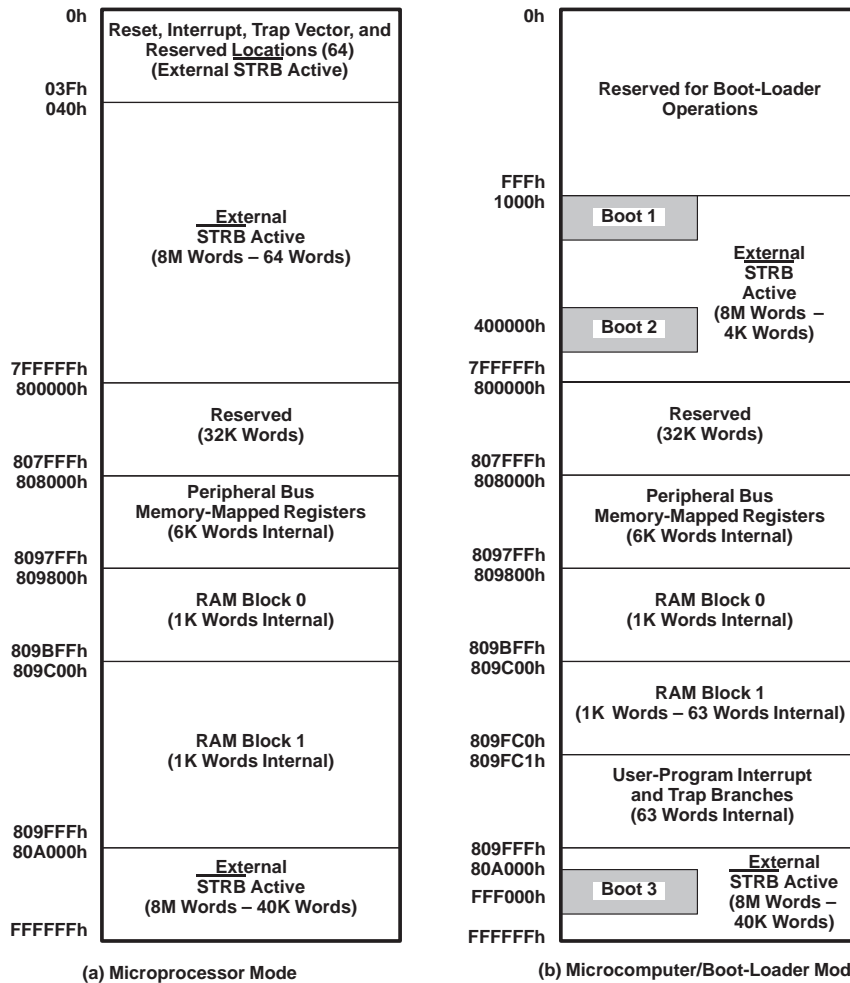 0h
Reset, Interrupt, Trap Vector, and
Reserved Locations (64)
(External STRB Active)
03Fh
040h
External
STRB Active
(8M Words – 64 Words)
7FFFFFh
800000h
Reserved
(32K Words)
807FFFh
808000h
Peripheral Bus
Memory-Mapped Registers
(6K Words Internal)
8097FFh
809800h
RAM Block 0
(1K Words Internal)
809BFFh
809C00h
RAM Block 1
(1K Words Internal)
809FFFh
80A000h
External
STRB Active
(8M Words – 40K Words)
FFFFFFh
(a) Microprocessor Mode
0h
Reserved for Boot-Loader
Operations
FFFh
1000h
Boot 1
External
STRB
Active
(8M Words –
4K Words)
400000h
Boot 2
7FFFFFh
800000h
Reserved
(32K Words)
807FFFh
808000h
Peripheral Bus
Memory-Mapped Registers
(6K Words Internal)
8097FFh
809800h
RAM Block 0
(1K Words Internal)
809BFFh
809C00h
RAM Block 1
(1K Words – 63 Words Internal)
809FC0h
809FC1h
User-Program Interrupt
and Trap Branches
(63 Words Internal)
809FFFh
80A000h
External
STRB Active
(8M Words –
40K Words)
Boot 3
FFF000h
FFFFFFh
(b) Microcomputer/Boot-Loader Mod